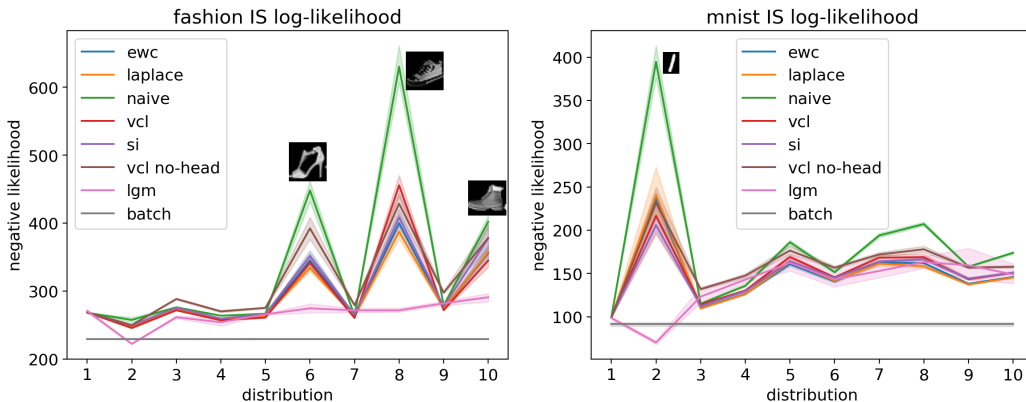 fashion IS log-likelihood
negative likelihood
600
500
400
300
200
ewc
laplace
naive
vcl
si
vcl no-head
lgm
batch
1 2 3 4 5 6 7 8 9 10
distribution
mnist IS log-likelihood
negative likelihood
400
350
300
250
200
150
100
ewc
laplace
naive
vcl
si
vcl no-head
lgm
batch
1 2 3 4 5 6 7 8 9 10
distribution